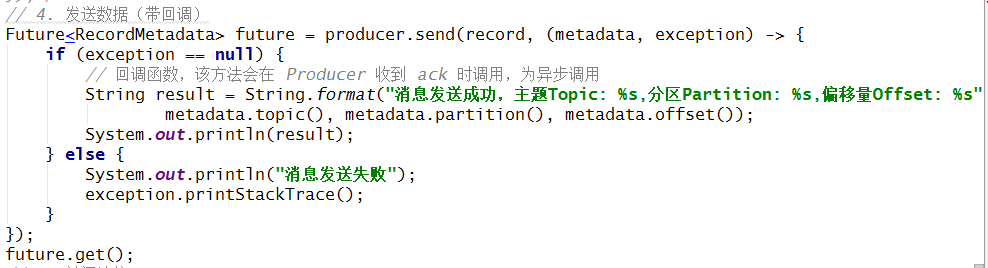 // 4. 发送数据（带回调）
Future<RecordMetadata> future = producer.send(record, (metadata, exception) -> {
    if (exception == null) {
        // 回调函数，该方法会在 Producer 收到 ack 时调用，为异步调用
        String result = String.format("消息发送成功，主题Topic: %s,分区Partition: %s,偏移量Offset: %s"
                metadata.topic(), metadata.partition(), metadata.offset());
        System.out.println(result);
    } else {
        System.out.println("消息发送失败");
        exception.printStackTrace();
    }
});
future.get();